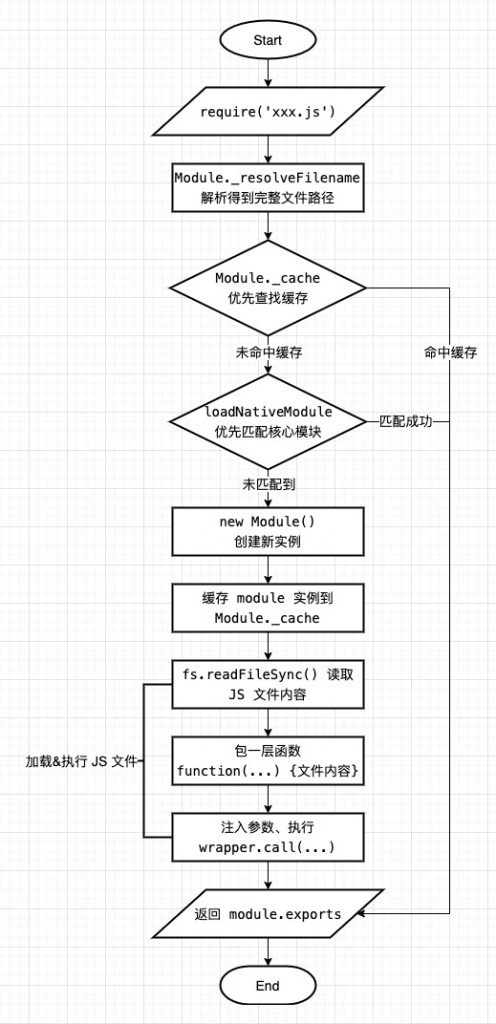 Start
require('xxx.js')
Module._resolveFilename
解析得到完整文件路径
Module._cache
优先查找缓存
未命中缓存
命中缓存
loadNativeModule
优先匹配核心模块
匹配成功
未匹配到
new Module()
创建新实例
缓存 module 实例到
Module._cache
fs.readFileSync() 读取
JS 文件内容
加载&执行 JS 文件
包一层函数
function(...) {文件内容}
注入参数、执行
wrapper.call(...)
返回 module.exports
End